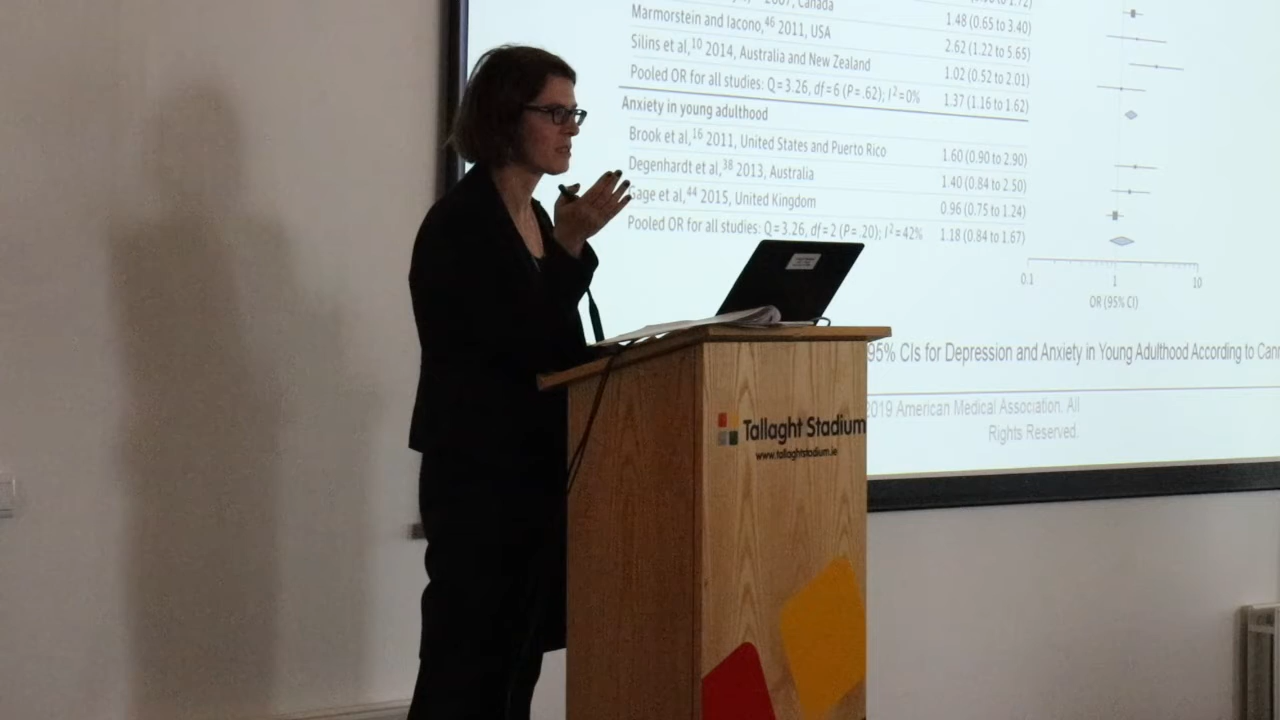 2007, Canada
Marmorstein and Iacono,46 2011, USA 1.48 (0.65 to 3.40)
Silins et al,10 2014, Australia and New Zealand 2.62 (1.22 to 5.65)
1.02 (0.52 to 2.01)
Pooled OR for all studies: Q=3.26, df=6 (P=.62); I2=0% 1.37 (1.16 to 1.62)
Anxiety in young adulthood
Brook et al,16 2011, United States and Puerto Rico 1.60 (0.90 to 2.90)
Degenhardt et al,38 2013, Australia 1.40 (0.84 to 2.50)
Gage et al,44 2015, United Kingdom 0.96 (0.75 to 1.24)
Pooled OR for all studies: Q=3.26, df=2 (P=.20); I2=42% 1.18 (0.84 to 1.67)
0.1 1 10
OR (95% CI)
95% CIs for Depression and Anxiety in Young Adulthood According to Cann
2019 American Medical Association. All
Rights Reserved.
Tallaght Stadium
www.tallaghtstadium.ie